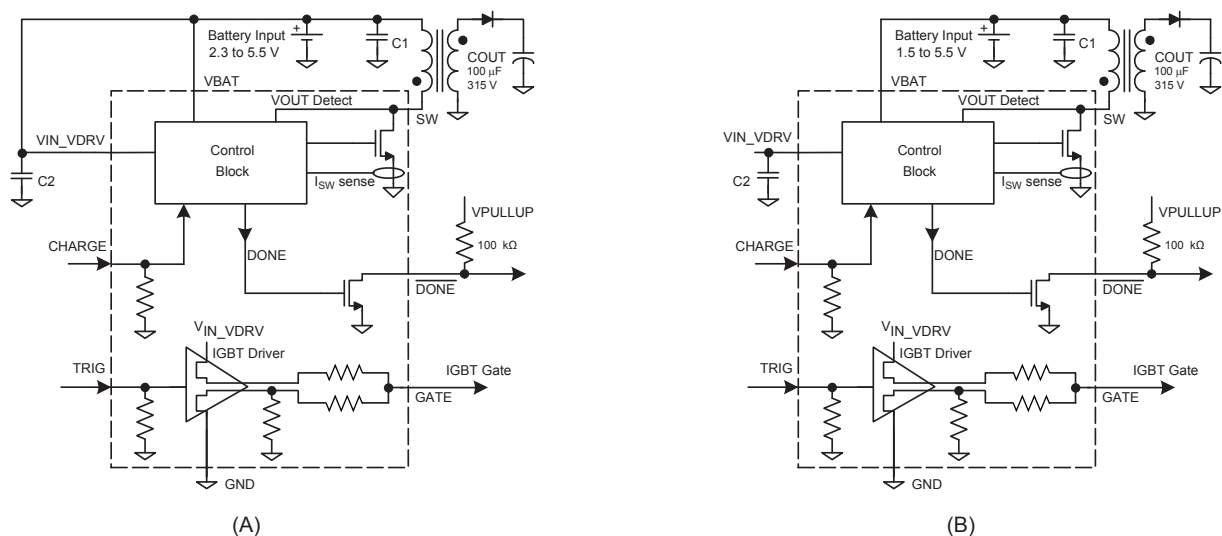 Battery Input
2.3 to 5.5 V
+
C1
COUT
100 μF
315 V
VBAT
VOUT Detect
SW
VIN_VDRV
C2
Control
Block
ISW sense
CHARGE
DONE
VPULLUP
100 kΩ
DONE
VIN_VDRV
IGBT Driver
TRIG
IGBT Gate
GATE
GND
(A)
Battery Input
1.5 to 5.5 V
+
C1
COUT
100 μF
315 V
VBAT
VOUT Detect
SW
VIN_VDRV
C2
Control
Block
ISW sense
CHARGE
DONE
VPULLUP
100 kΩ
DONE
VIN_VDRV
IGBT Driver
TRIG
IGBT Gate
GATE
GND
(B)